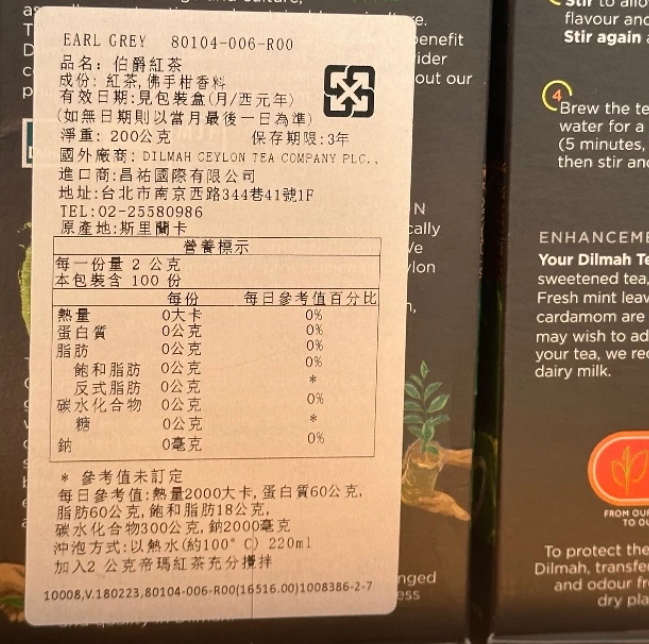 EARL GREY 80104-006-R00
品名: 伯爵紅茶
成份: 紅茶,佛手柑香料
有效日期:見包裝盒(月/西元年)
(如無日期則以當月最後一日為準)
淨重: 200公克 保存期限:3年
國外廠商: DILMAH CEYLON TEA COMPANY PLC.,
進口商:昌祐國際有限公司
地址:台北市南京西路344巷41號1F
TEL:02-25580986
原產地:斯里蘭卡
營養標示
每一份量 2 公克
本包裝含 100 份
每份 每日參考值百分比
熱量 0大卡 0%
蛋白質 0公克 0%
脂肪 0公克 0%
飽和脂肪 0公克 0%
反式脂肪 0公克 *
碳水化合物 0公克 0%
糖 0公克 *
鈉 0毫克 0%
* 參考值未訂定
每日參考值:熱量2000大卡, 蛋白質60公克,
脂肪60公克, 飽和脂肪18公克,
碳水化合物300公克, 鈉2000毫克
沖泡方式:以熱水(約100°C) 220ml
加入2 公克帝瑪紅茶充分攪拌
10008,V.180223,80104-006-R00(16516.00)1008386-2-7
benefit
out our
Stir to allo
flavour and
Stir again
4
Brew the te
water for a
(5 minutes,
then stir and
ENHANCEME
Your Dilmah Te
sweetened tea,
Fresh mint leav
cardamom are
may wish to ad
your tea, we rec
dairy milk.
FROM OUR
TO OU
To protect the
Dilmah, transfe
and odour fr
dry pla